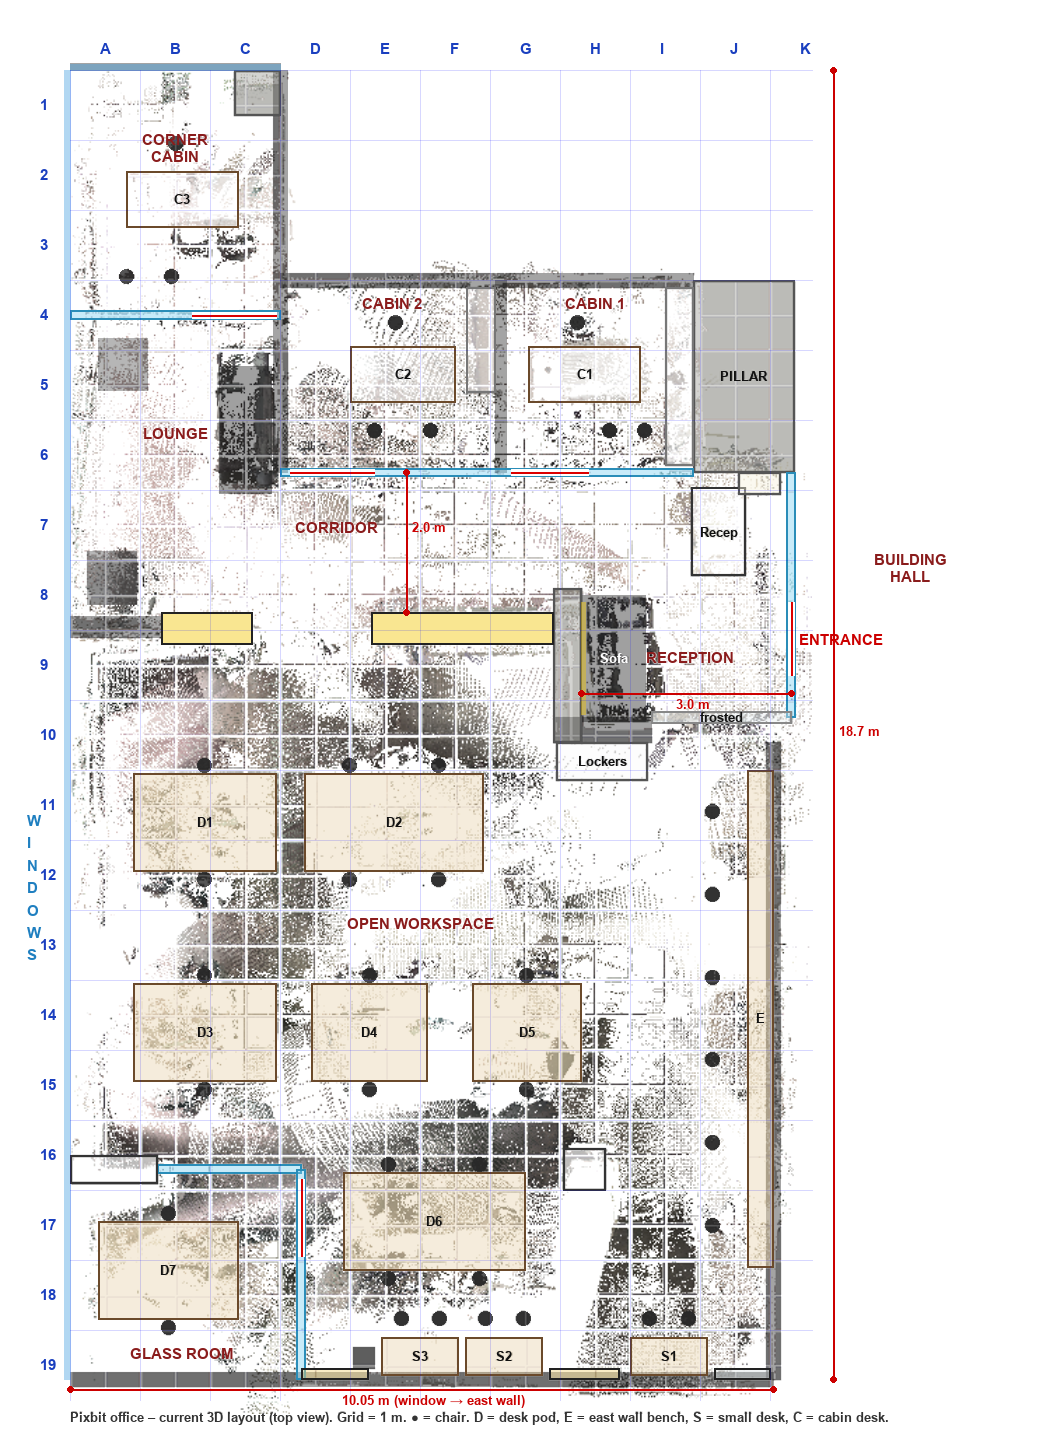 A B C D E F G H I J K
1
CORNER
CABIN
2
C3
3
4
CABIN 2
CABIN 1
5
C2
C1
PILLAR
LOUNGE
6
7
CORRIDOR
2.0 m
Recep
BUILDING
HALL
8
ENTRANCE
9
Sofa
RECEPTION
3.0 m
frosted
10
18.7 m
Lockers
11
D1
D2
WINDOWS
12
OPEN WORKSPACE
13
14
D3
D4
D5
E
15
16
17
D6
D7
18
GLASS ROOM
19
S3
S2
S1
10.05 m (window → east wall)
Pixbit office – current 3D layout (top view). Grid = 1 m. ● = chair. D = desk pod, E = east wall bench, S = small desk, C = cabin desk.